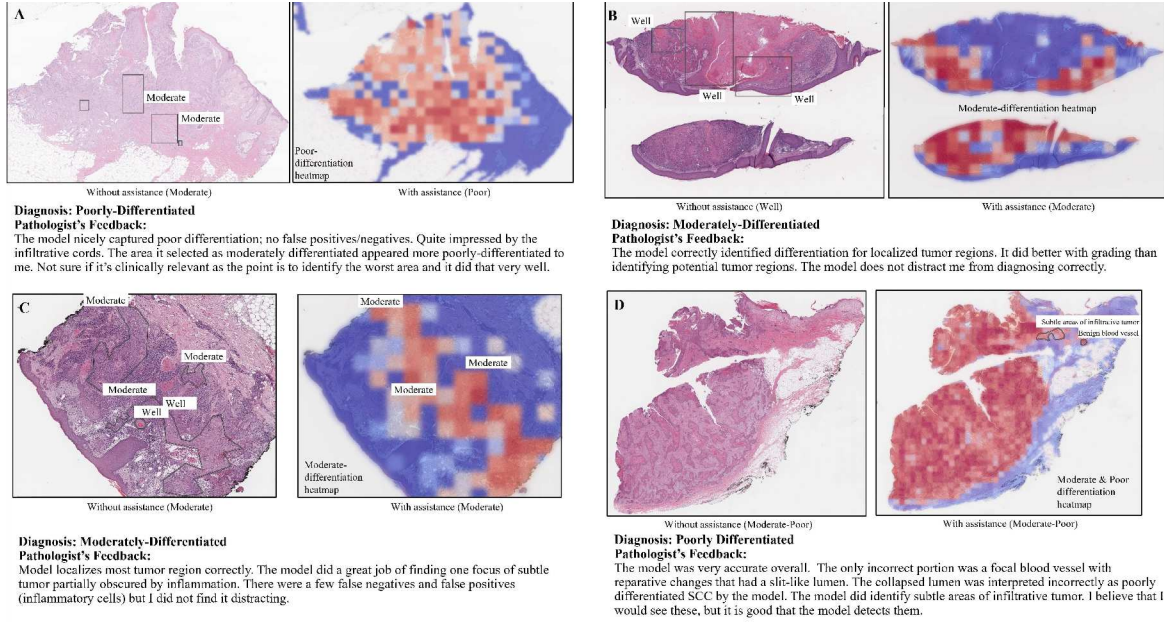 A
Moderate
Moderate
Poor-
differentiation
heatmap
Without assistance (Moderate)
With assistance (Poor)
Diagnosis: Poorly-Differentiated
Pathologist's Feedback:
The model nicely captured poor differentiation; no false positives/negatives. Quite impressed by the
infiltrative cords. The area it selected as moderately differentiated appeared more poorly-differentiated to
me. Not sure if it's clinically relevant as the point is to identify the worst area and it did that very well.
B
Well
Well
Well
Moderate-differentiation heatmap
Without assistance (Well)
With assistance (Moderate)
Diagnosis: Moderately-Differentiated
Pathologist's Feedback:
The model correctly identified differentiation for localized tumor regions. It did better with grading than
identifying potential tumor regions. The model does not distract me from diagnosing correctly.
C
Moderate
Moderate
Moderate
Well
Well
Moderate
Moderate
Moderate
Moderate-
differentiation
heatmap
Without assistance (Moderate)
With assistance (Moderate)
Diagnosis: Moderately-Differentiated
Pathologist's Feedback:
Model localizes most tumor region correctly. The model did a great job of finding one focus of subtle
tumor partially obscured by inflammation. There were a few false negatives and false positives
(inflammatory cells) but I did not find it distracting.
D
Subtle areas of infiltrative tumor
Benign blood vessel
Moderate & Poor
differentiation
heatmap
Without assistance (Moderate-Poor)
With assistance (Moderate-Poor)
Diagnosis: Poorly Differentiated
Pathologist's Feedback:
The model was very accurate overall. The only incorrect portion was a focal blood vessel with
reparative changes that had a slit-like lumen. The collapsed lumen was interpreted incorrectly as poorly
differentiated SCC by the model. The model did identify subtle areas of infiltrative tumor. I believe that I
would see these, but it is good that the model detects them.